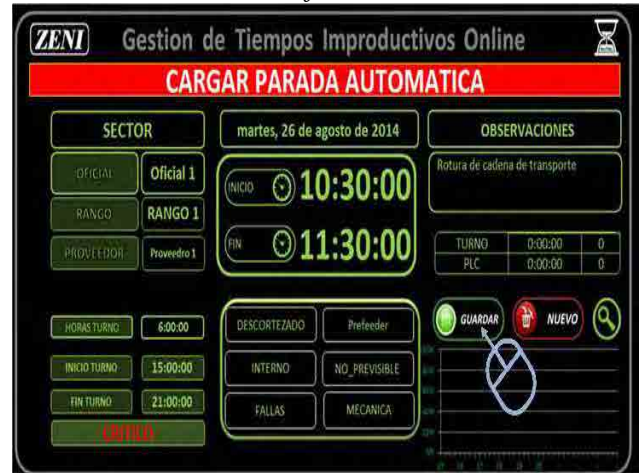 ZENI Gestion de Tiempos Improductivos Online
CARGAR PARADA AUTOMATICA
SECTOR
OFICIAL Oficial 1
RANGO RANGO 1
PROVEEDOR Proveedro 1
HORAS TURNO 6:00:00
INICIO TURNO 15:00:00
FIN TURNO 21:00:00
CRITICO
martes, 26 de agosto de 2014
INICIO 10:30:00
FIN 11:30:00
DESCORTEZADO Prefeeder
INTERNO NO_PREVISIBLE
FALLAS MECANICA
OBSERVACIONES
Rotura de cadena de transporte
TURNO 0:00:00 0
PLC 0:00:00 0
GUARDAR NUEVO